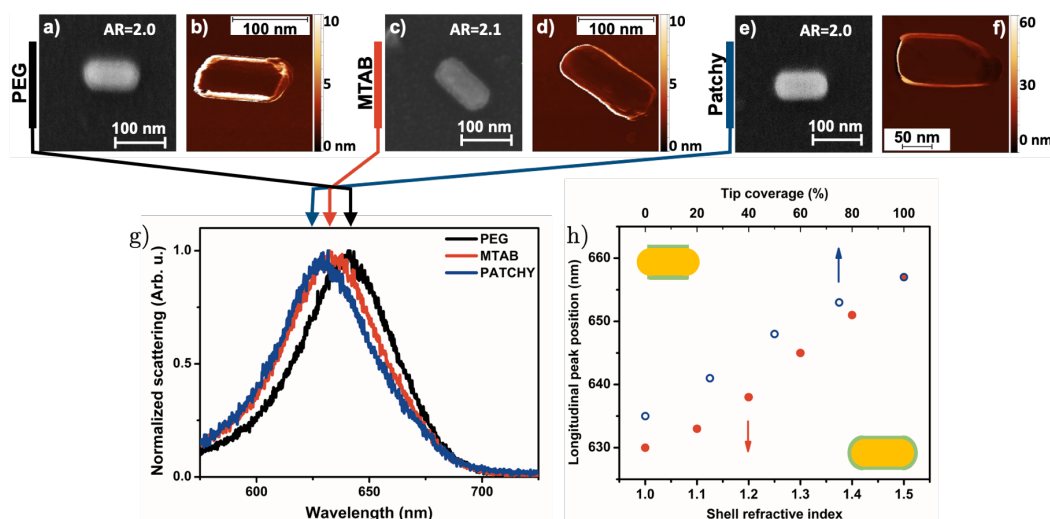 PEG
a)
AR=2.0
100 nm
b)
100 nm
10
5
0 nm
MTAB
c)
AR=2.1
100 nm
d)
100 nm
10
5
0 nm
Patchy
e)
AR=2.0
100 nm
f)
50 nm
60
30 nm
0 nm
g)
PEG
MTAB
PATCHY
Normalized scattering (Arb. u.)
1.0
0.5
0.0
600
650
700
Wavelength (nm)
h)
Tip coverage (%)
0
20
40
60
80
100
Longitudinal peak position (nm)
660
650
640
630
1.0
1.1
1.2
1.3
1.4
1.5
Shell refractive index